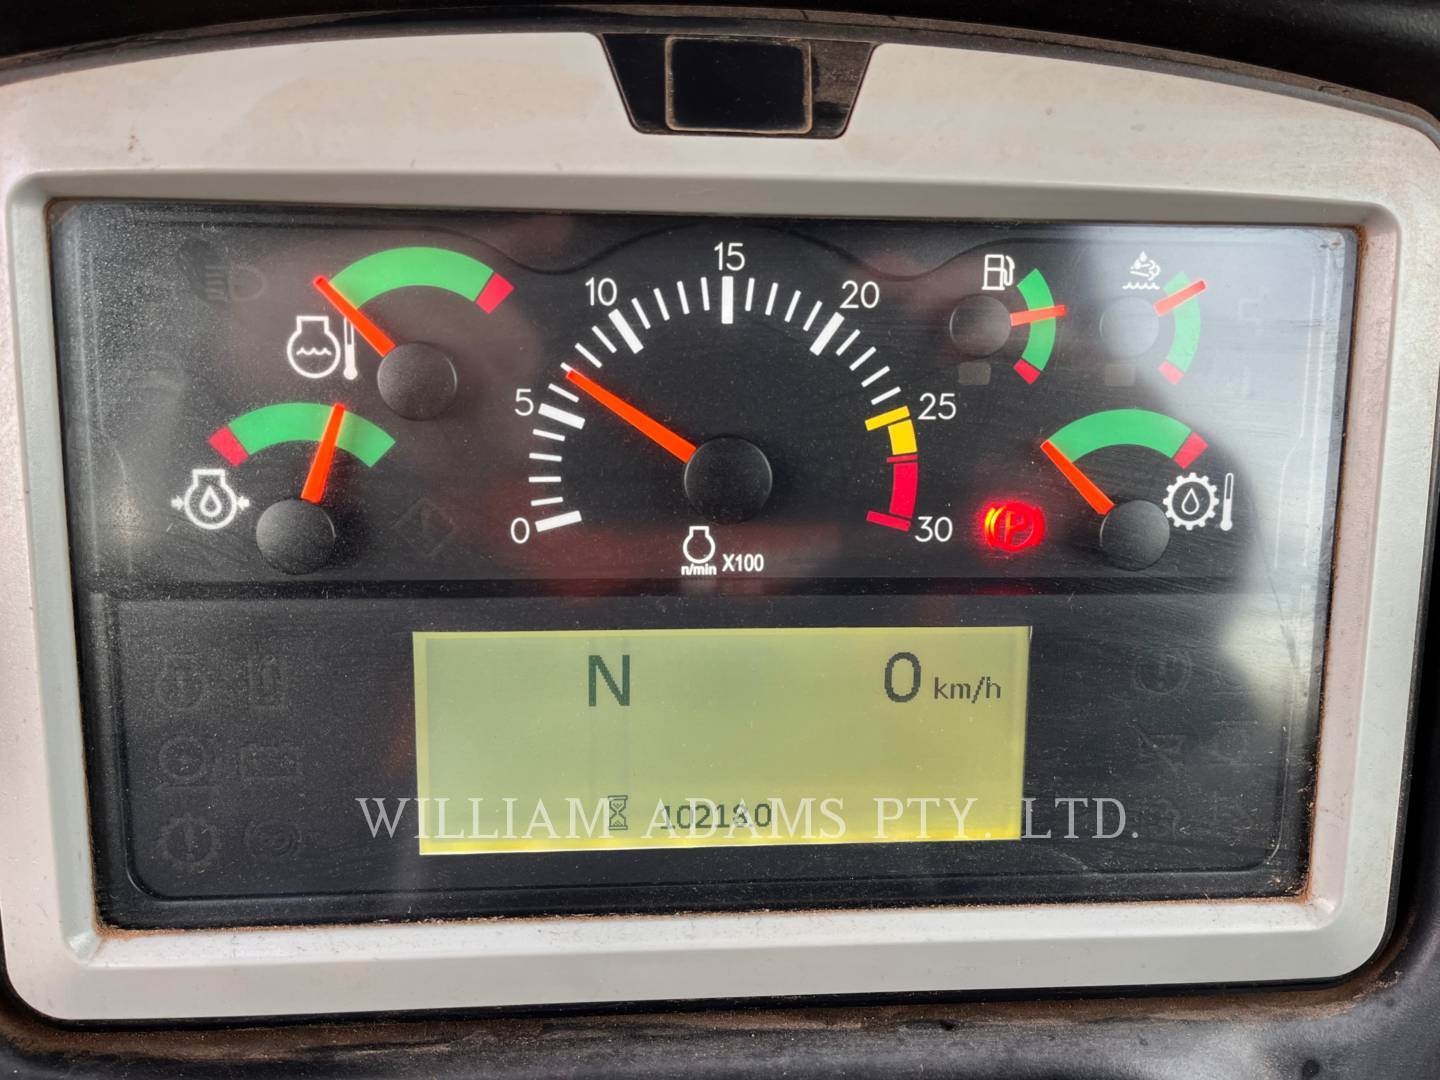 15
10
20
5
25
0
30
P
n/min X100
N 0 km/h
10218.0
WILLIAM ADAMS PTY. LTD.